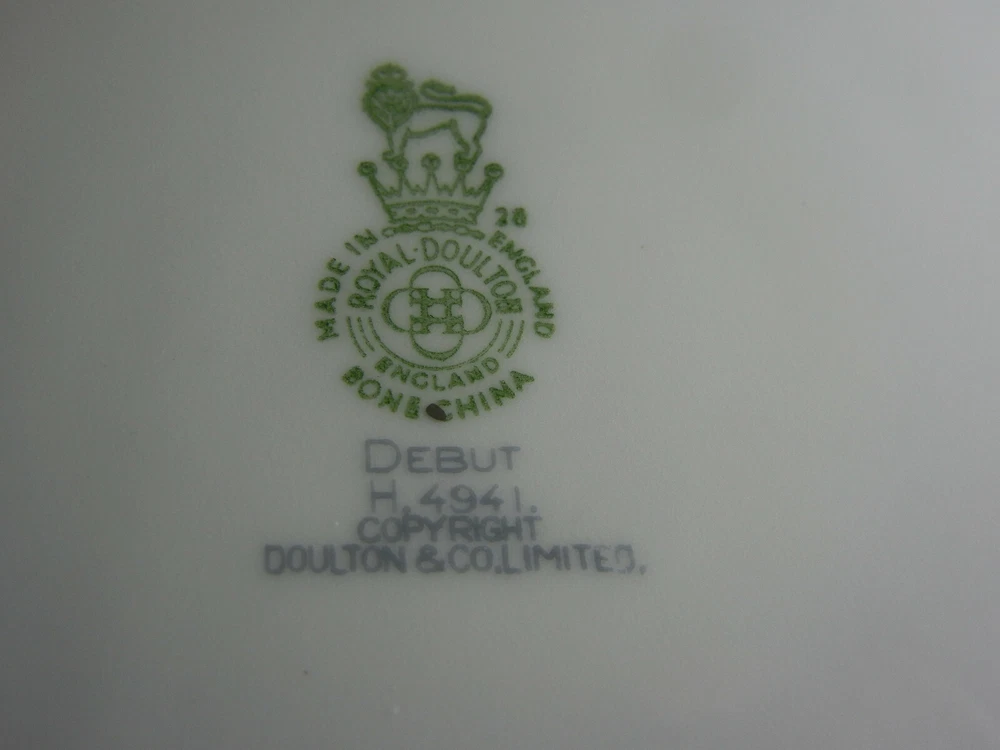 28
MADE IN ENGLAND
ROYAL·DOULTON
ENGLAND
BONE CHINA
DEBUT
H. 4941.
COPYRIGHT
DOULTON & CO. LIMITED.